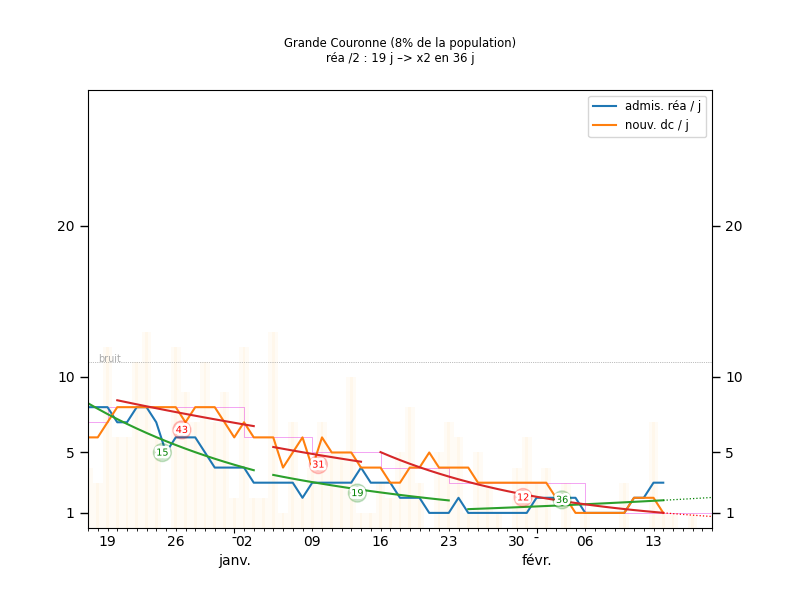 Grande Couronne (8% de la population)
réa /2 : 19 j –> x2 en 36 j
admis. réa / j
nouv. dc / j
20 20
bruit
10 10
43
15
5 5
31
19
12 36
1 1
19 26 02 09 16 23 30 06 13
janv. févr.